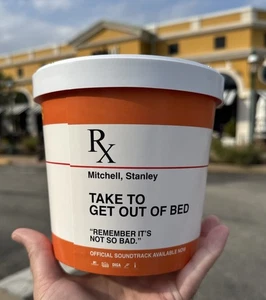 Rx
Mitchell, Stanley
TAKE TO
GET OUT OF BED
“REMEMBER IT'S
NOT SO BAD.”
OFFICIAL SOUNDTRACK AVAILABLE NOW